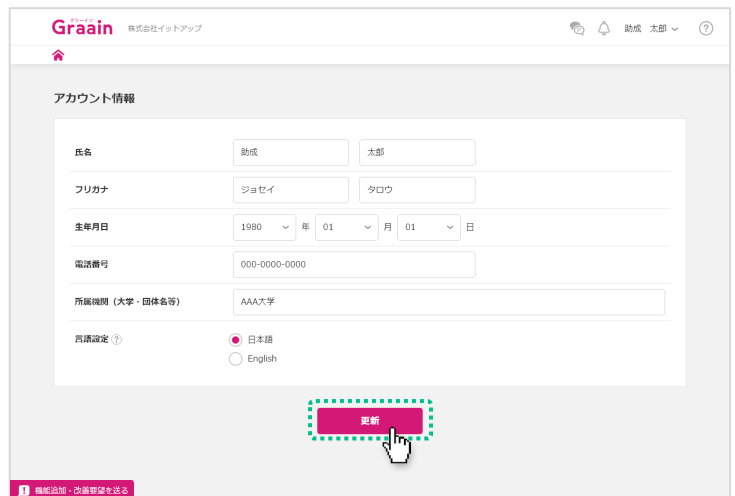 グラーイン
Graain 株式会社イットアップ 助成 太郎 ?
アカウント情報
氏名 助成 太郎
フリガナ ジョセイ タロウ
生年月日 1980 年 01 月 01 日
電話番号 000-0000-0000
所属機関(大学・団体名等) AAA大学
言語設定 ? 日本語
English
更新
! 機能追加・改善要望を送る